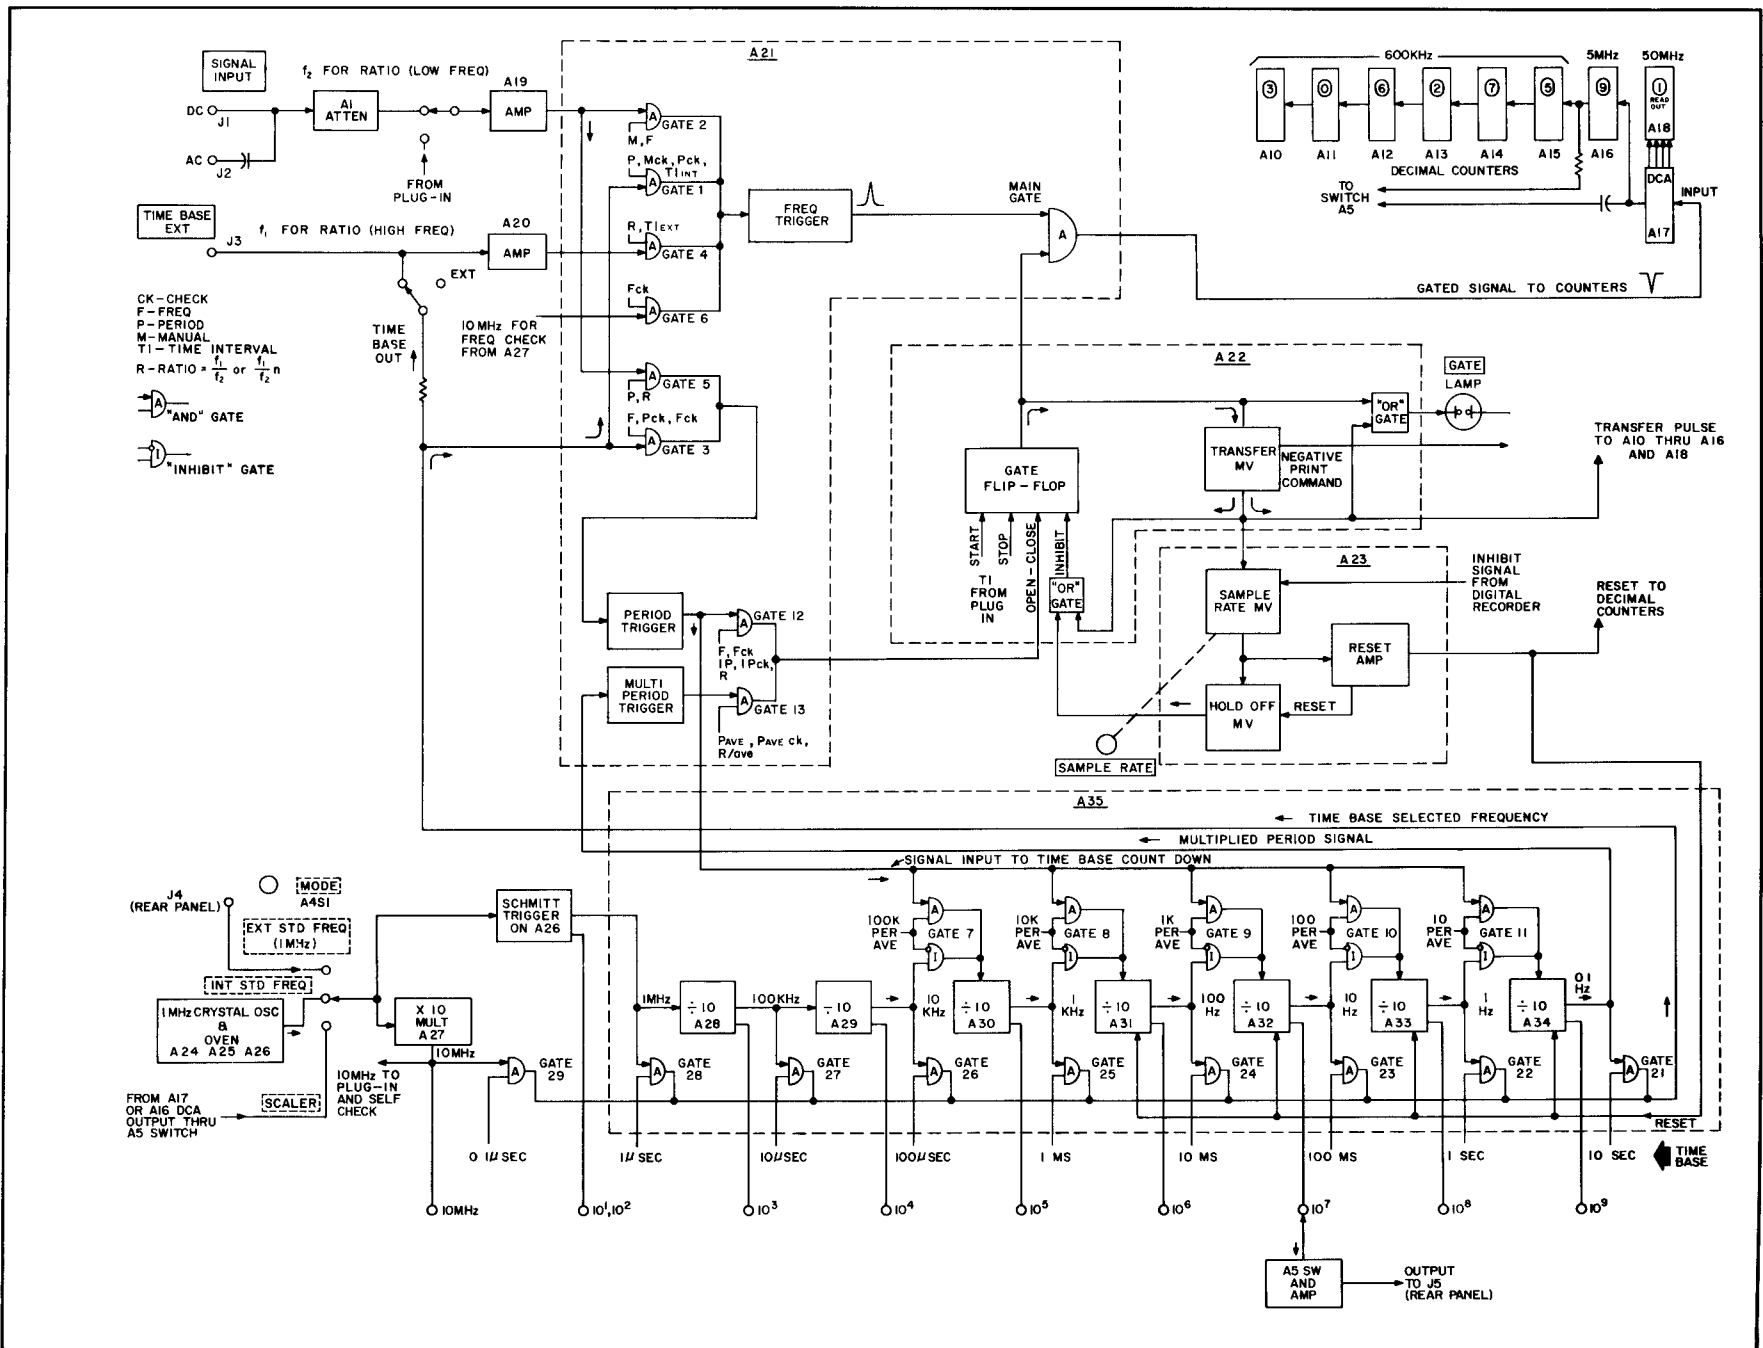 SIGNAL
INPUT
DC
J1
AC
J2
f₂ FOR RATIO (LOW FREQ)
A1
ATTEN
FROM
PLUG-IN
A19
AMP
TIME BASE
EXT
J3
f₁ FOR RATIO (HIGH FREQ)
EXT
A20
AMP
TIME
BASE
OUT
CK-CHECK
F-FREQ
P-PERIOD
M-MANUAL
TI-TIME INTERVAL
R-RATIO = f₁/f₂ or f₁/f₂ n
A
"AND" GATE
I
"INHIBIT" GATE
A21
A
GATE 2
M, F
P, Mck, Pck,
TI INT
A
GATE 1
R, TI EXT
A
GATE 4
Fck
A
GATE 6
10 MHz FOR
FREQ CHECK
FROM A27
A
GATE 5
P, R
F, Pck, Fck
A
GATE 3
FREQ
TRIGGER
MAIN
GATE
A
PERIOD
TRIGGER
A
GATE 12
F, Fck
IP, IPck,
R
MULTI
PERIOD
TRIGGER
A
GATE 13
PAVE, PAVE ck,
R/ave
600KHz
5MHz
50MHz
3
0
6
2
7
5
9
1
READ
OUT
A18
A10
A11
A12
A13
A14
A15
A16
DECIMAL COUNTERS
TO
SWITCH
A5
DCA
A17
INPUT
GATED SIGNAL TO COUNTERS
A22
GATE
FLIP-FLOP
START
STOP
TI
FROM
PLUG
IN
OPEN-CLOSE
INHIBIT
"OR"
GATE
TRANSFER
MV
NEGATIVE
PRINT
COMMAND
"OR"
GATE
GATE
LAMP
TRANSFER PULSE
TO A10 THRU A16
AND A18
A23
SAMPLE
RATE MV
INHIBIT
SIGNAL
FROM
DIGITAL
RECORDER
RESET
AMP
HOLD OFF
MV
RESET
RESET TO
DECIMAL
COUNTERS
SAMPLE RATE
A35
TIME BASE SELECTED FREQUENCY
MULTIPLIED PERIOD SIGNAL
SIGNAL INPUT TO TIME BASE COUNT DOWN
J4
(REAR PANEL)
MODE
A4S1
EXT STD FREQ
(1MHz)
INT STD FREQ
1 MHz CRYSTAL OSC
&
OVEN
A24 A25 A26
FROM A17
OR A16 DCA
OUTPUT THRU
A5 SWITCH
SCALER
X 10
MULT
A27
10MHz
10MHz TO
PLUG-IN
AND SELF
CHECK
SCHMITT
TRIGGER
ON A26
100K
PER
AVE
A
GATE 7
I
10K
PER
AVE
A
GATE 8
I
1K
PER
AVE
A
GATE 9
I
100
PER
AVE
A
GATE 10
I
10
PER
AVE
A
GATE 11
I
1MHz
÷ 10
A28
100KHz
÷ 10
A29
10
KHz
÷ 10
A30
1
KHz
÷ 10
A31
100
Hz
÷ 10
A32
10
Hz
÷ 10
A33
1
Hz
÷ 10
A34
0.1
Hz
A
GATE
29
A
GATE
28
A
GATE
27
A
GATE
26
A
GATE
25
A
GATE
24
A
GATE
23
A
GATE
22
A
GATE
21
RESET
0.1µSEC
1µSEC
10µSEC
100µSEC
1 MS
10 MS
100 MS
1 SEC
10 SEC
TIME
BASE
10MHz
10¹,10²
10³
10⁴
10⁵
10⁶
10⁷
10⁸
10⁹
A5 SW
AND
AMP
OUTPUT
TO J5
(REAR PANEL)